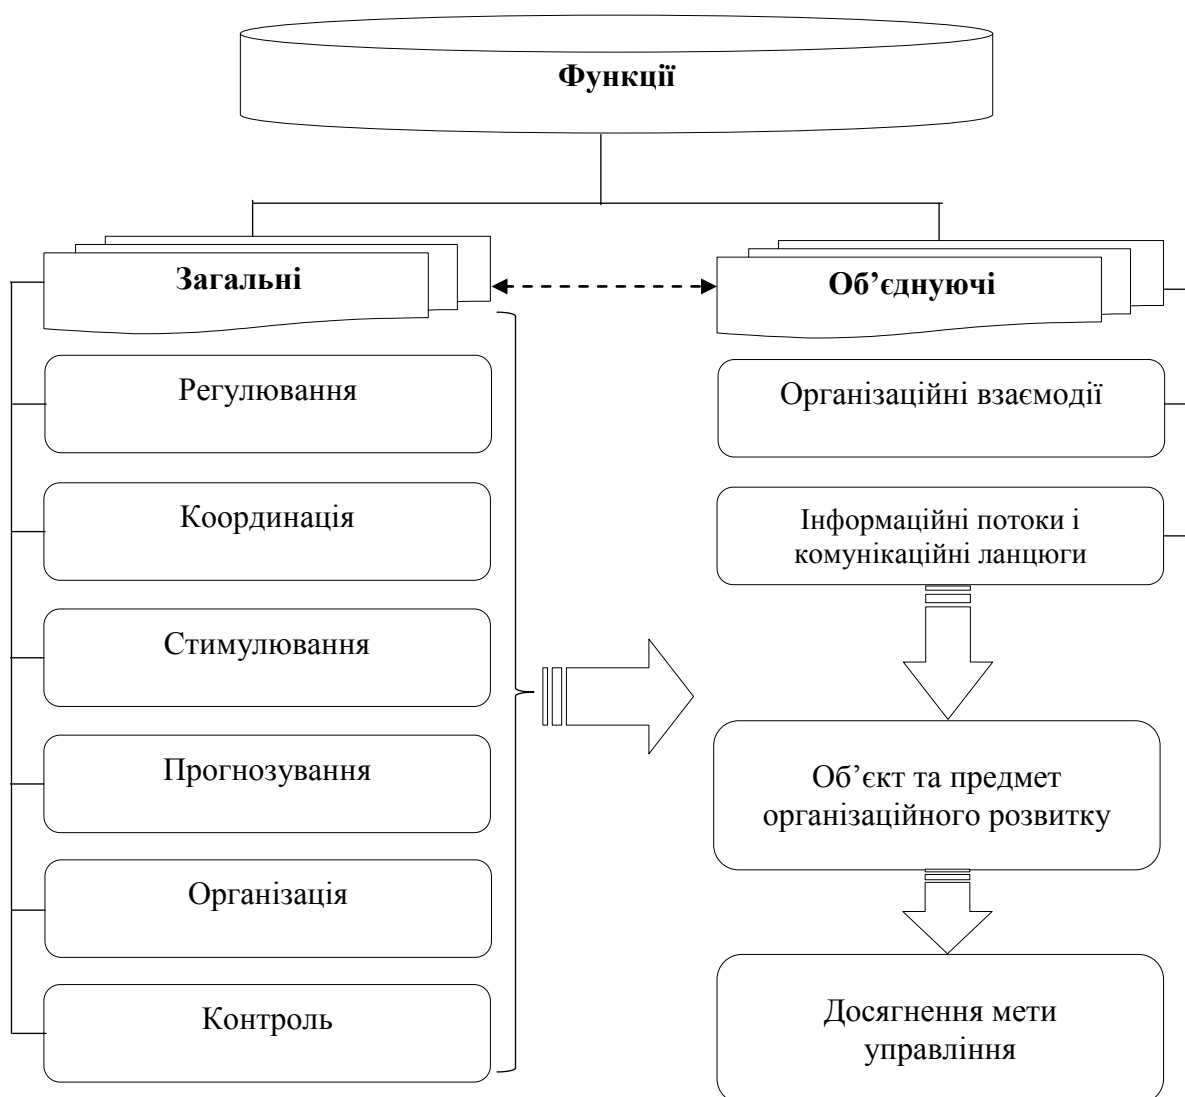 Функції
Загальні
Об’єднуючі
Регулювання
Координація
Стимулювання
Прогнозування
Організація
Контроль
Організаційні взаємодії
Інформаційні потоки і
комунікаційні ланцюги
Об’єкт та предмет
організаційного розвитку
Досягнення мети
управління